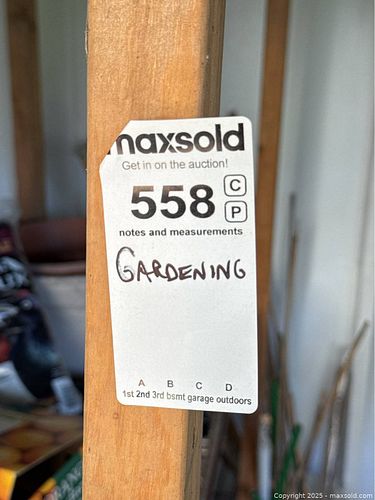 maxsold
Get in on the auction!
558 C
P
notes and measurements
GARDENING
A B C D
1st 2nd 3rd bsmt garage outdoors
Copyright © 2025 - maxsold.com